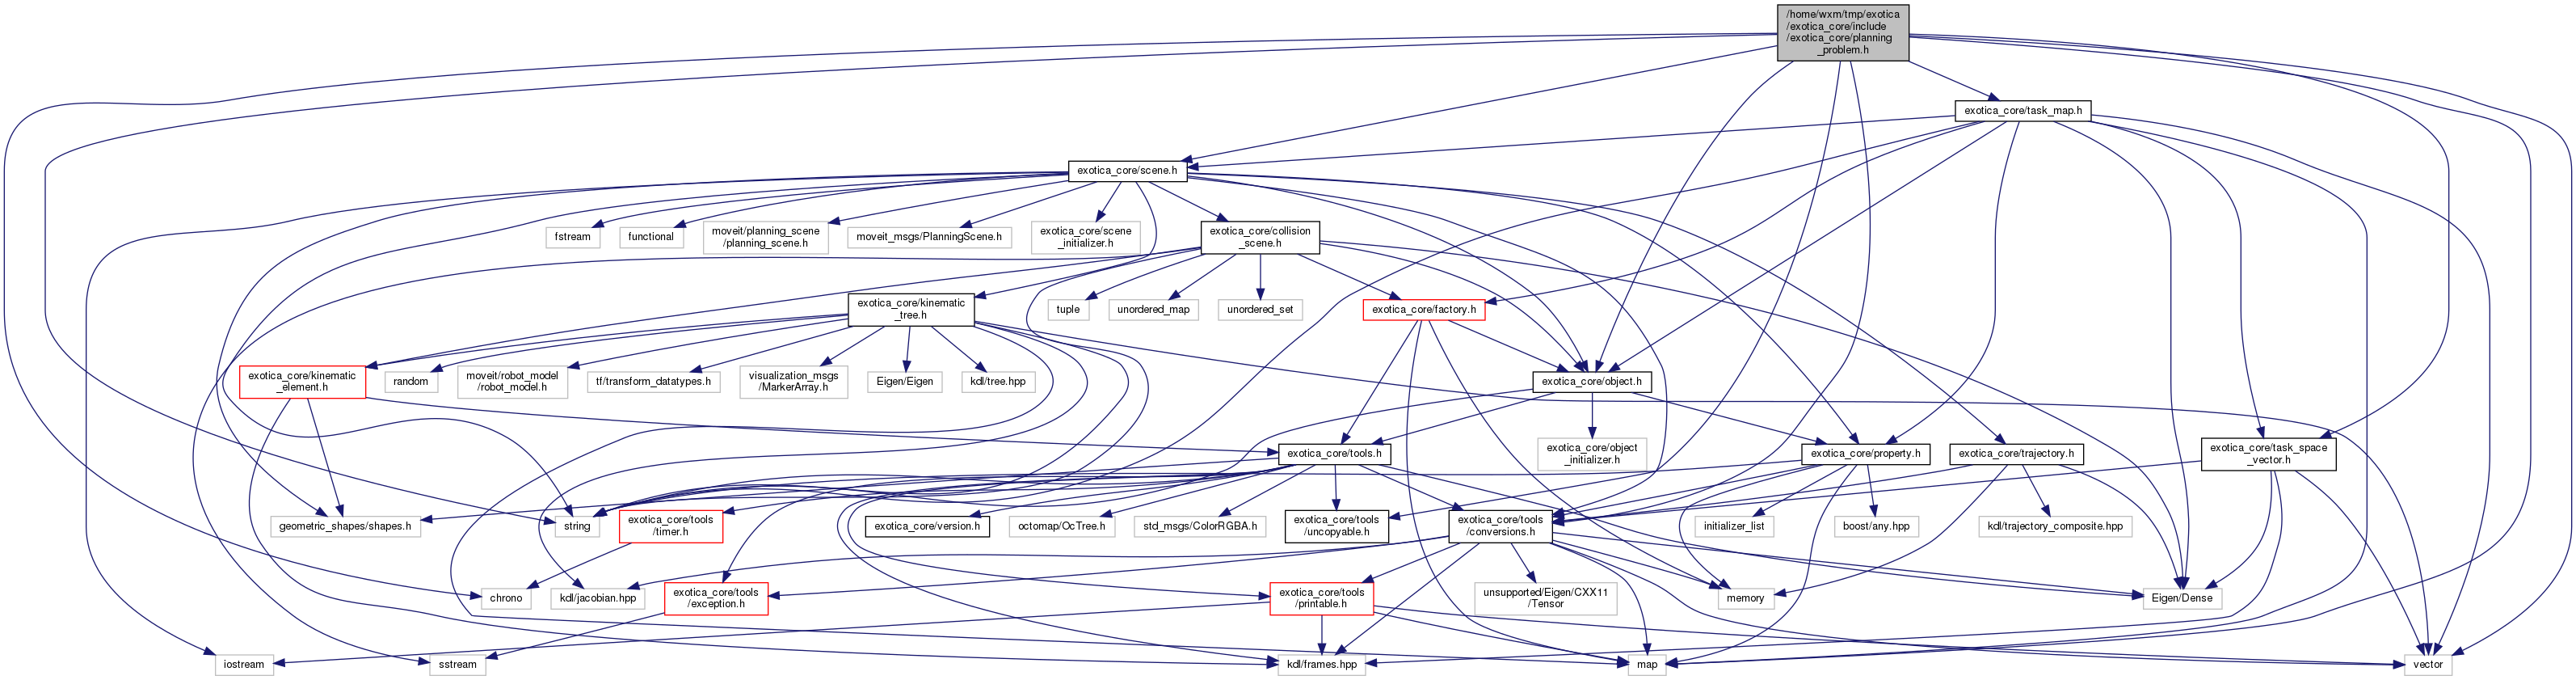 /home/wxm/tmp/exotica
/exotica_core/include
/exotica_core/planning
_problem.h
exotica_core/task_map.h
exotica_core/scene.h
fstream
functional
moveit/planning_scene
/planning_scene.h
moveit_msgs/PlanningScene.h
exotica_core/scene
_initializer.h
exotica_core/collision
_scene.h
exotica_core/kinematic
_tree.h
tuple
unordered_map
unordered_set
exotica_core/factory.h
exotica_core/kinematic
_element.h
random
moveit/robot_model
/robot_model.h
tf/transform_datatypes.h
visualization_msgs
/MarkerArray.h
Eigen/Eigen
kdl/tree.hpp
exotica_core/object.h
exotica_core/tools.h
exotica_core/object
_initializer.h
exotica_core/property.h
exotica_core/trajectory.h
exotica_core/task_space
_vector.h
geometric_shapes/shapes.h
string
exotica_core/tools
/timer.h
exotica_core/version.h
octomap/OcTree.h
std_msgs/ColorRGBA.h
exotica_core/tools
/uncopyable.h
exotica_core/tools
/conversions.h
initializer_list
boost/any.hpp
kdl/trajectory_composite.hpp
chrono
kdl/jacobian.hpp
exotica_core/tools
/exception.h
exotica_core/tools
/printable.h
unsupported/Eigen/CXX11
/Tensor
memory
Eigen/Dense
iostream
sstream
kdl/frames.hpp
map
vector